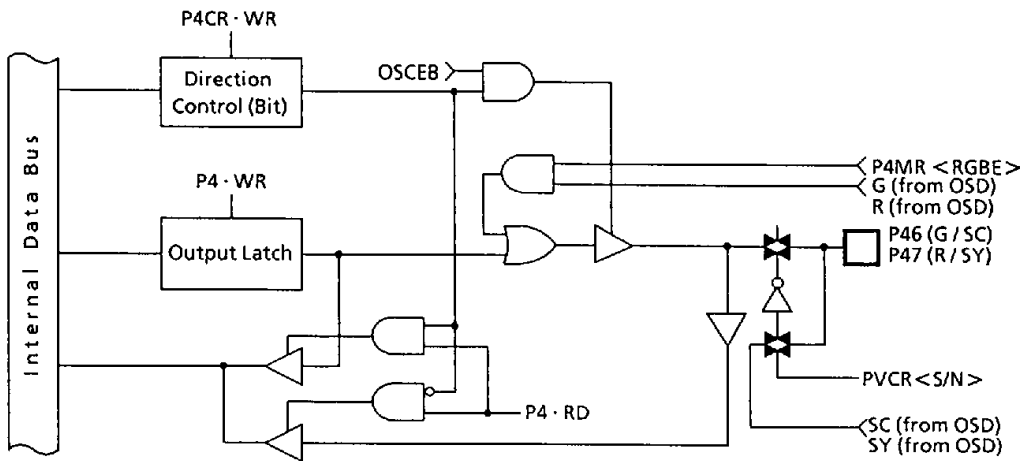 P4CR · WR
Internal Data Bus
Direction
Control (Bit)
OSCEB
P4MR <RGBE>
G (from OSD)
R (from OSD)
P4 · WR
Output Latch
P46 (G / SC)
P47 (R / SY)
PVCR <S/N>
P4 · RD
SC (from OSD)
SY (from OSD)